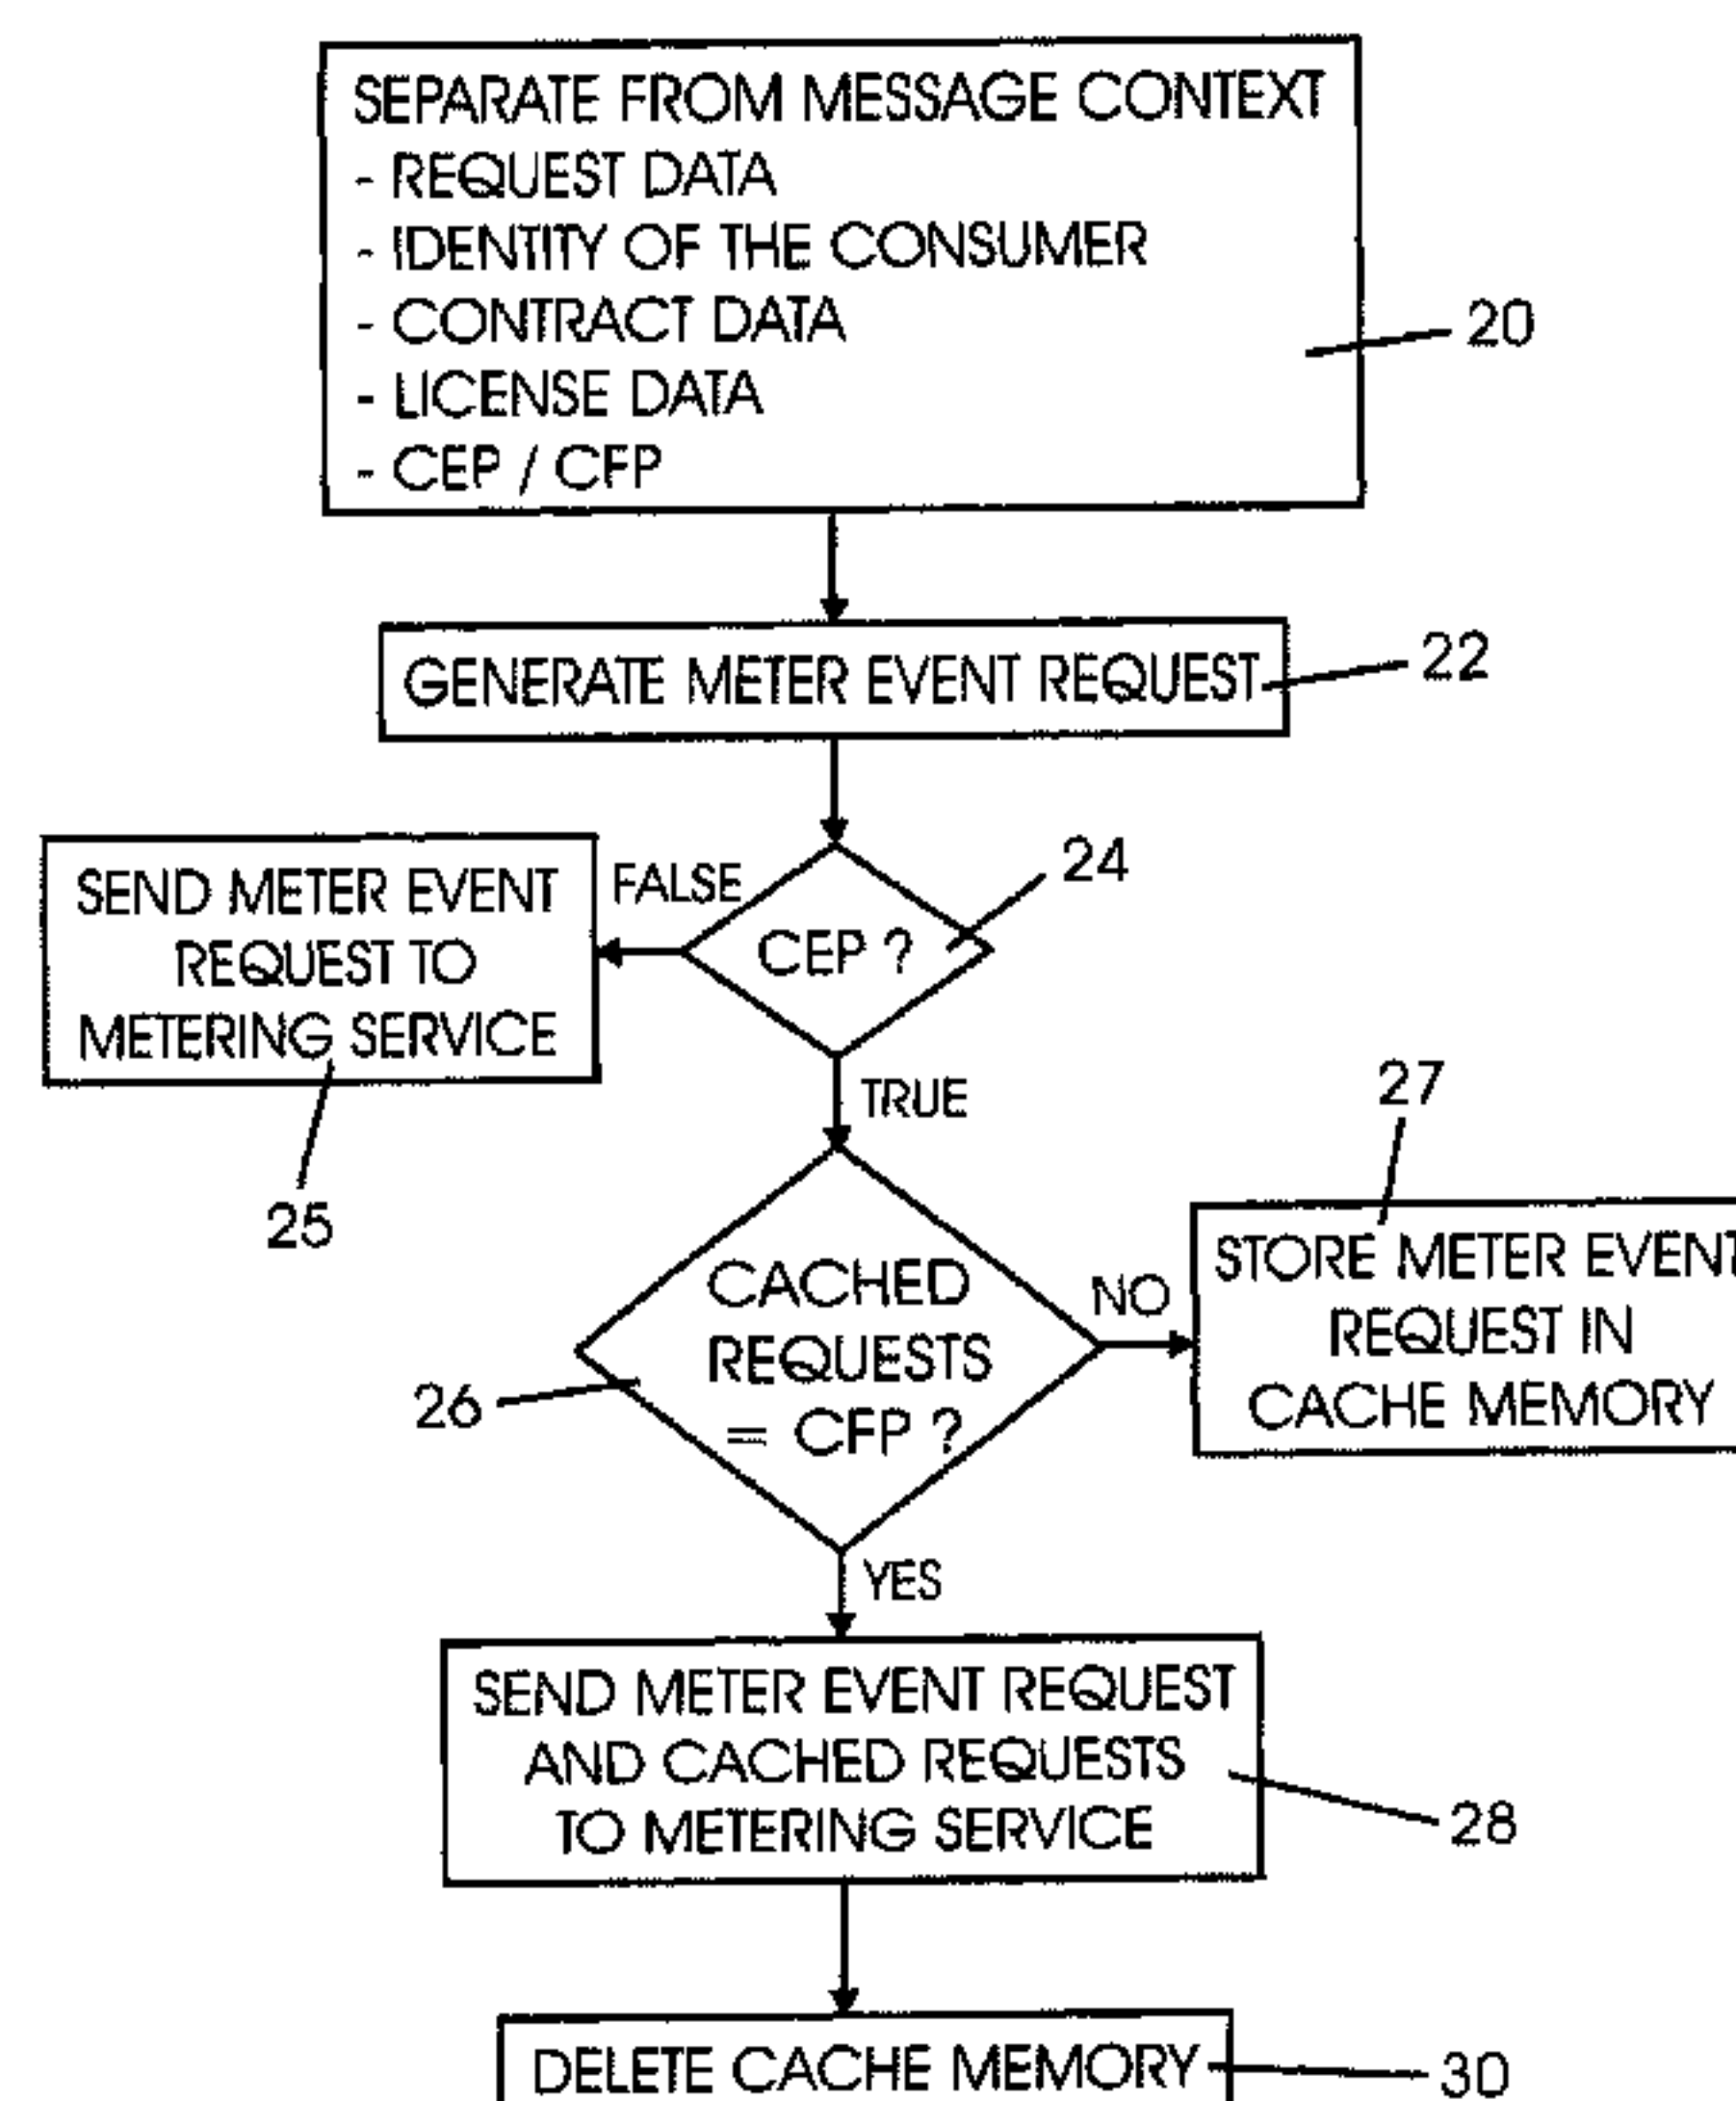 SEPARATE FROM MESSAGE CONTEXT
- REQUEST DATA
- IDENTITY OF THE CONSUMER
- CONTRACT DATA
- LICENSE DATA
- CEP / CFP
20
GENERATE METER EVENT REQUEST
22
24
CEP ?
FALSE
SEND METER EVENT
REQUEST TO
METERING SERVICE
25
TRUE
27
CACHED
REQUESTS
= CFP ?
26
NO
STORE METER EVENT
REQUEST IN
CACHE MEMORY
YES
SEND METER EVENT REQUEST
AND CACHED REQUESTS
TO METERING SERVICE
28
DELETE CACHE MEMORY
30